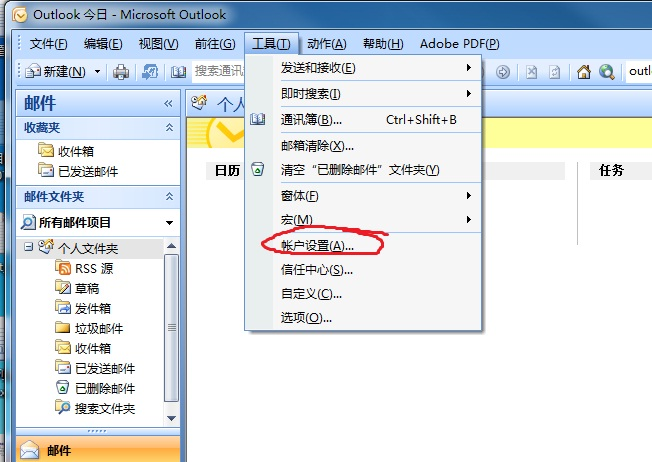 Outlook 今日 - Microsoft Outlook
文件(F) 编辑(E) 视图(V) 前往(G) 工具(T) 动作(A) 帮助(H) Adobe PDF(P)
新建(N) 搜索通讯 outl
发送和接收(E)
即时搜索(I)
通讯簿(B)... Ctrl+Shift+B
邮箱清除(X)...
清空“已删除邮件”文件夹(Y)
窗体(F)
宏(M)
帐户设置(A)...
信任中心(S)...
自定义(C)...
选项(O)...
邮件
收藏夹
收件箱
已发送邮件
邮件文件夹
所有邮件项目
个人文件夹
RSS 源
草稿
发件箱
垃圾邮件
收件箱
已发送邮件
已删除邮件
搜索文件夹
邮件
个人
日历
任务